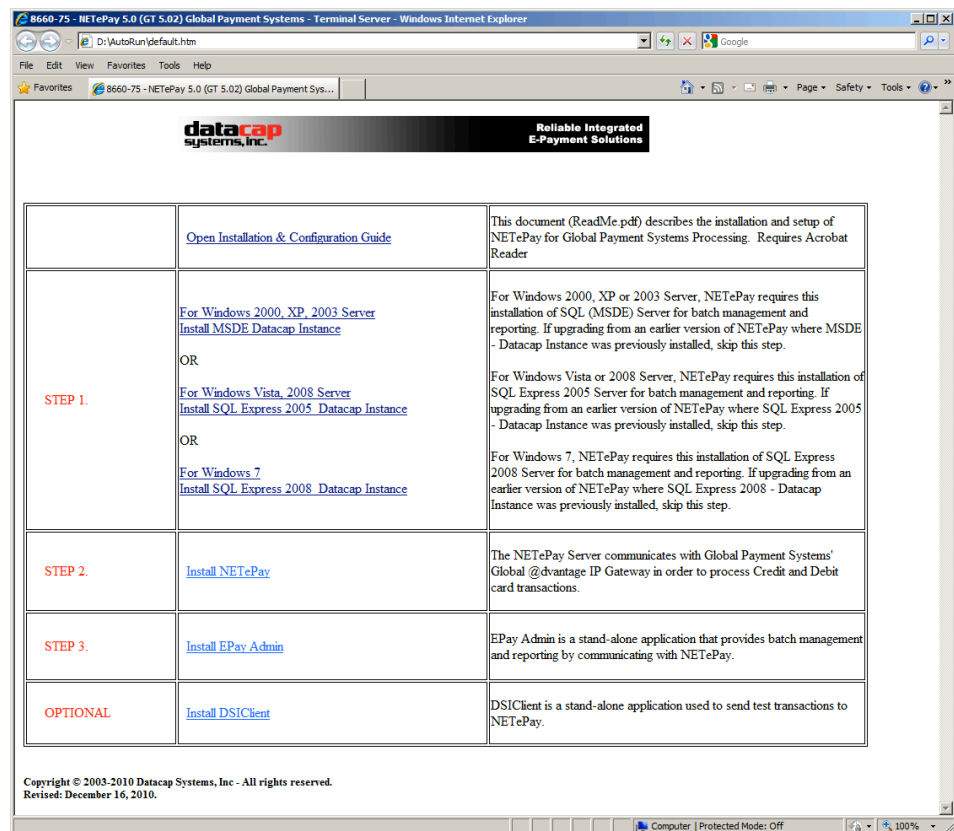 8660-75 - NETePay 5.0 (GT 5.02) Global Payment Systems - Terminal Server - Windows Internet Explorer
D:\AutoRun\default.htm
Google
File Edit View Favorites Tools Help
Favorites
8660-75 - NETePay 5.0 (GT 5.02) Global Payment Sys...
Page Safety Tools
datacap
systems, inc.
Reliable Integrated
E-Payment Solutions
Open Installation & Configuration Guide
This document (ReadMe.pdf) describes the installation and setup of
NETePay for Global Payment Systems Processing. Requires Acrobat
Reader
STEP 1.
For Windows 2000, XP, 2003 Server
Install MSDE Datacap Instance
OR
For Windows Vista, 2008 Server
Install SQL Express 2005 Datacap Instance
OR
For Windows 7
Install SQL Express 2008 Datacap Instance
For Windows 2000, XP or 2003 Server, NETePay requires this
installation of SQL (MSDE) Server for batch management and
reporting. If upgrading from an earlier version of NETePay where MSDE
- Datacap Instance was previously installed, skip this step.
For Windows Vista or 2008 Server, NETePay requires this installation of
SQL Express 2005 Server for batch management and reporting. If
upgrading from an earlier version of NETePay where SQL Express 2005
- Datacap Instance was previously installed, skip this step.
For Windows 7, NETePay requires this installation of SQL Express
2008 Server for batch management and reporting. If upgrading from an
earlier version of NETePay where SQL Express 2008 - Datacap
Instance was previously installed, skip this step.
STEP 2.
Install NETePay
The NETePay Server communicates with Global Payment Systems'
Global @dvantage IP Gateway in order to process Credit and Debit
card transactions.
STEP 3.
Install EPay Admin
EPay Admin is a stand-alone application that provides batch management
and reporting by communicating with NETePay.
OPTIONAL
Install DSIClient
DSIClient is a stand-alone application used to send test transactions to
NETePay.
Copyright © 2003-2010 Datacap Systems, Inc - All rights reserved.
Revised: December 16, 2010.
Computer | Protected Mode: Off
100%